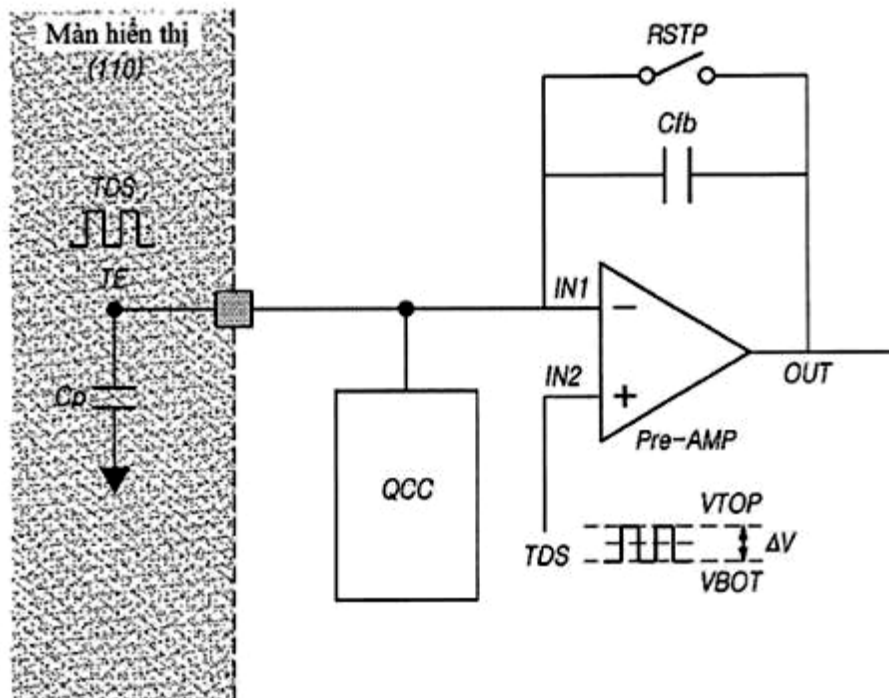 Màn hiển thị
(110)
TDS
TE
Cp
QCC
RSTP
Cfb
IN1
IN2
−
+
Pre-AMP
OUT
TDS
VTOP
ΔV
VBOT